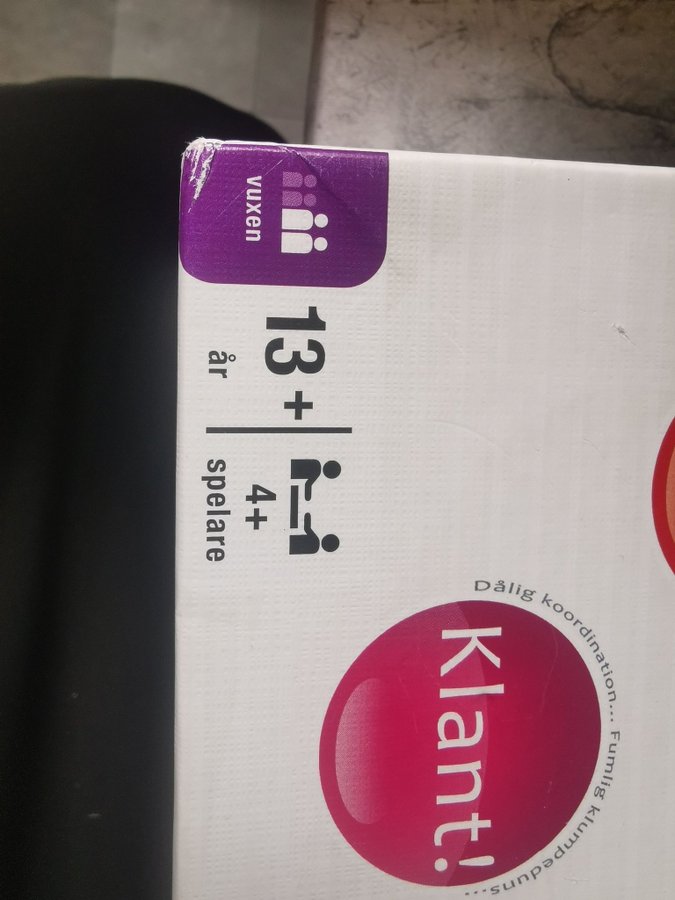 vuxen
13+
år
4+
spelare
Dålig koordination... Fumlig klumpeduns...
Klant!